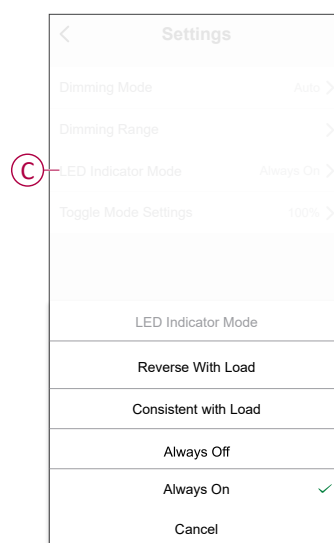 Settings
Dimming Mode Auto
Dimming Range
C LED Indicator Mode Always On
Toggle Mode Settings 100%
LED Indicator Mode
Reverse With Load
Consistent with Load
Always Off
Always On
Cancel